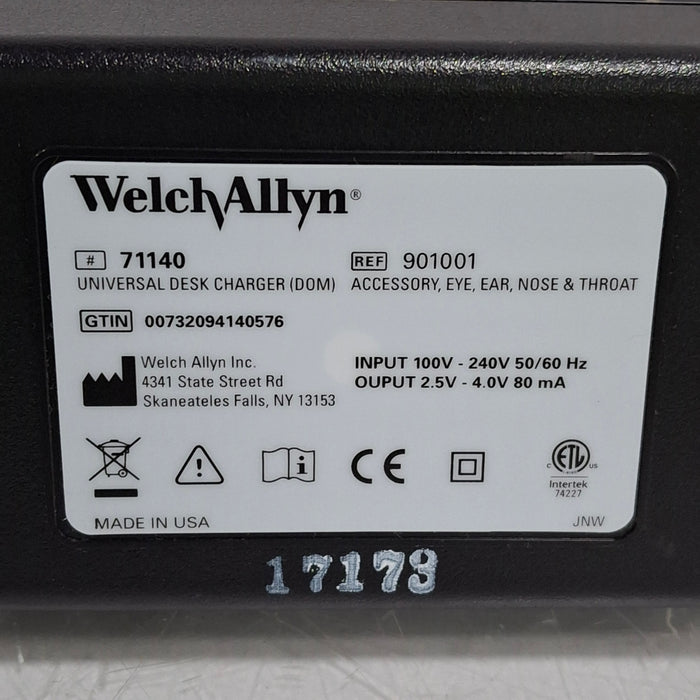 WelchAllyn®
# 71140
UNIVERSAL DESK CHARGER (DOM)
REF 901001
ACCESSORY, EYE, EAR, NOSE & THROAT
GTIN 00732094140576
Welch Allyn Inc.
4341 State Street Rd
Skaneateles Falls, NY 13153
INPUT 100V - 240V 50/60 Hz
OUPUT 2.5V - 4.0V 80 mA
i
CE
c ETL us
Intertek
74227
MADE IN USA
JNW
17173